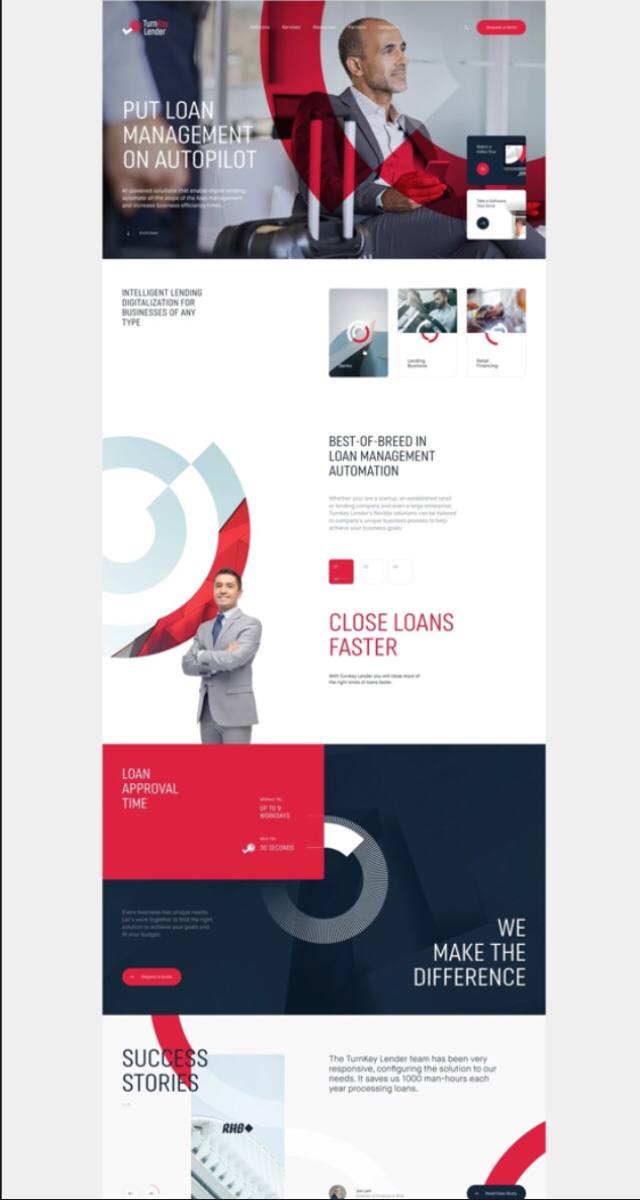 TurnKey
Lender
Solutions
Services
Resources
Partners
Request a Quote
PUT LOAN
MANAGEMENT
ON AUTOPILOT
AI-powered solutions that enable digital lending,
automate all the steps of the loan management
and increase business efficiency times.
Scroll down
Watch a
Video Tour
Take a Software
Test Drive
INTELLIGENT LENDING
DIGITALIZATION FOR
BUSINESSES OF ANY
TYPE
Banks
Lending
Business
Retail
Financing
BEST-OF-BREED IN
LOAN MANAGEMENT
AUTOMATION
Whether your are a startup, an established retail
or lending company, and even a large enterprise,
TurnKey Lender's flexible solutions can be tailored
to company's unique business process to help
achieve your business goals:
01
02
03
CLOSE LOANS
FASTER
With TurnKey Lender you will close more of
the right kinds of loans faster.
LOAN
APPROVAL
TIME
UP TO 9
WORKDAYS
30 SECONDS
Every business has unique needs.
Let's work together to find the right
solution to achieve your goals and
fit your budget.
Request a Quote
WE
MAKE THE
DIFFERENCE
SUCCESS
STORIES
RHB
The TurnKey Lender team has been very
responsive, configuring the solution to our
needs. It saves us 1000 man-hours each
year processing loans.
Read Case Study